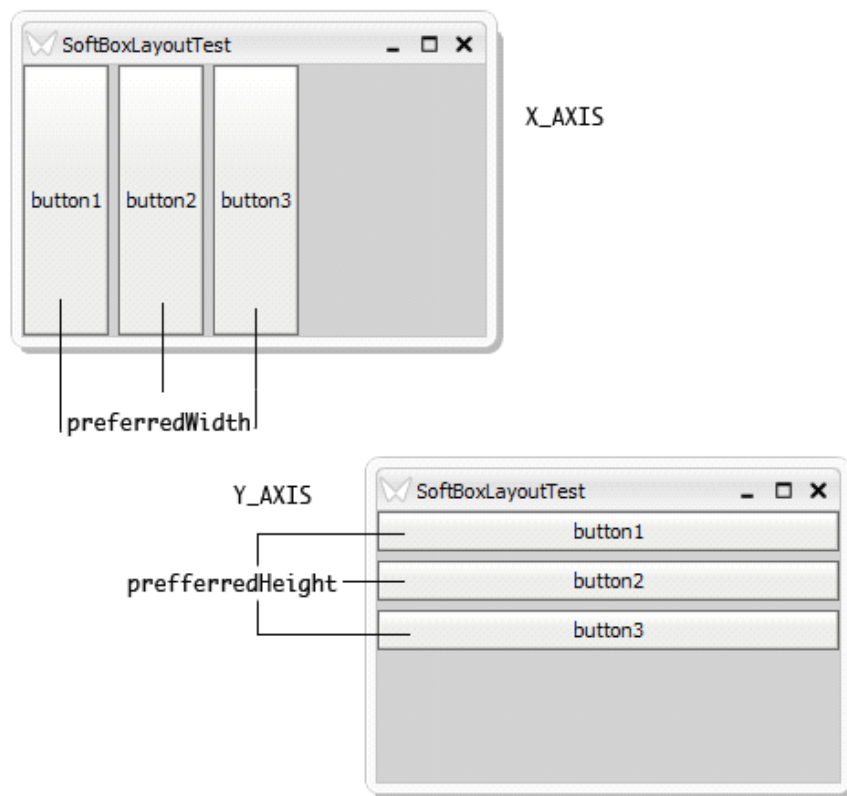 SoftBoxLayoutTest
X_AXIS
button1 button2 button3
preferredWidth
Y_AXIS
SoftBoxLayoutTest
button1
prefferredHeight
button2
button3